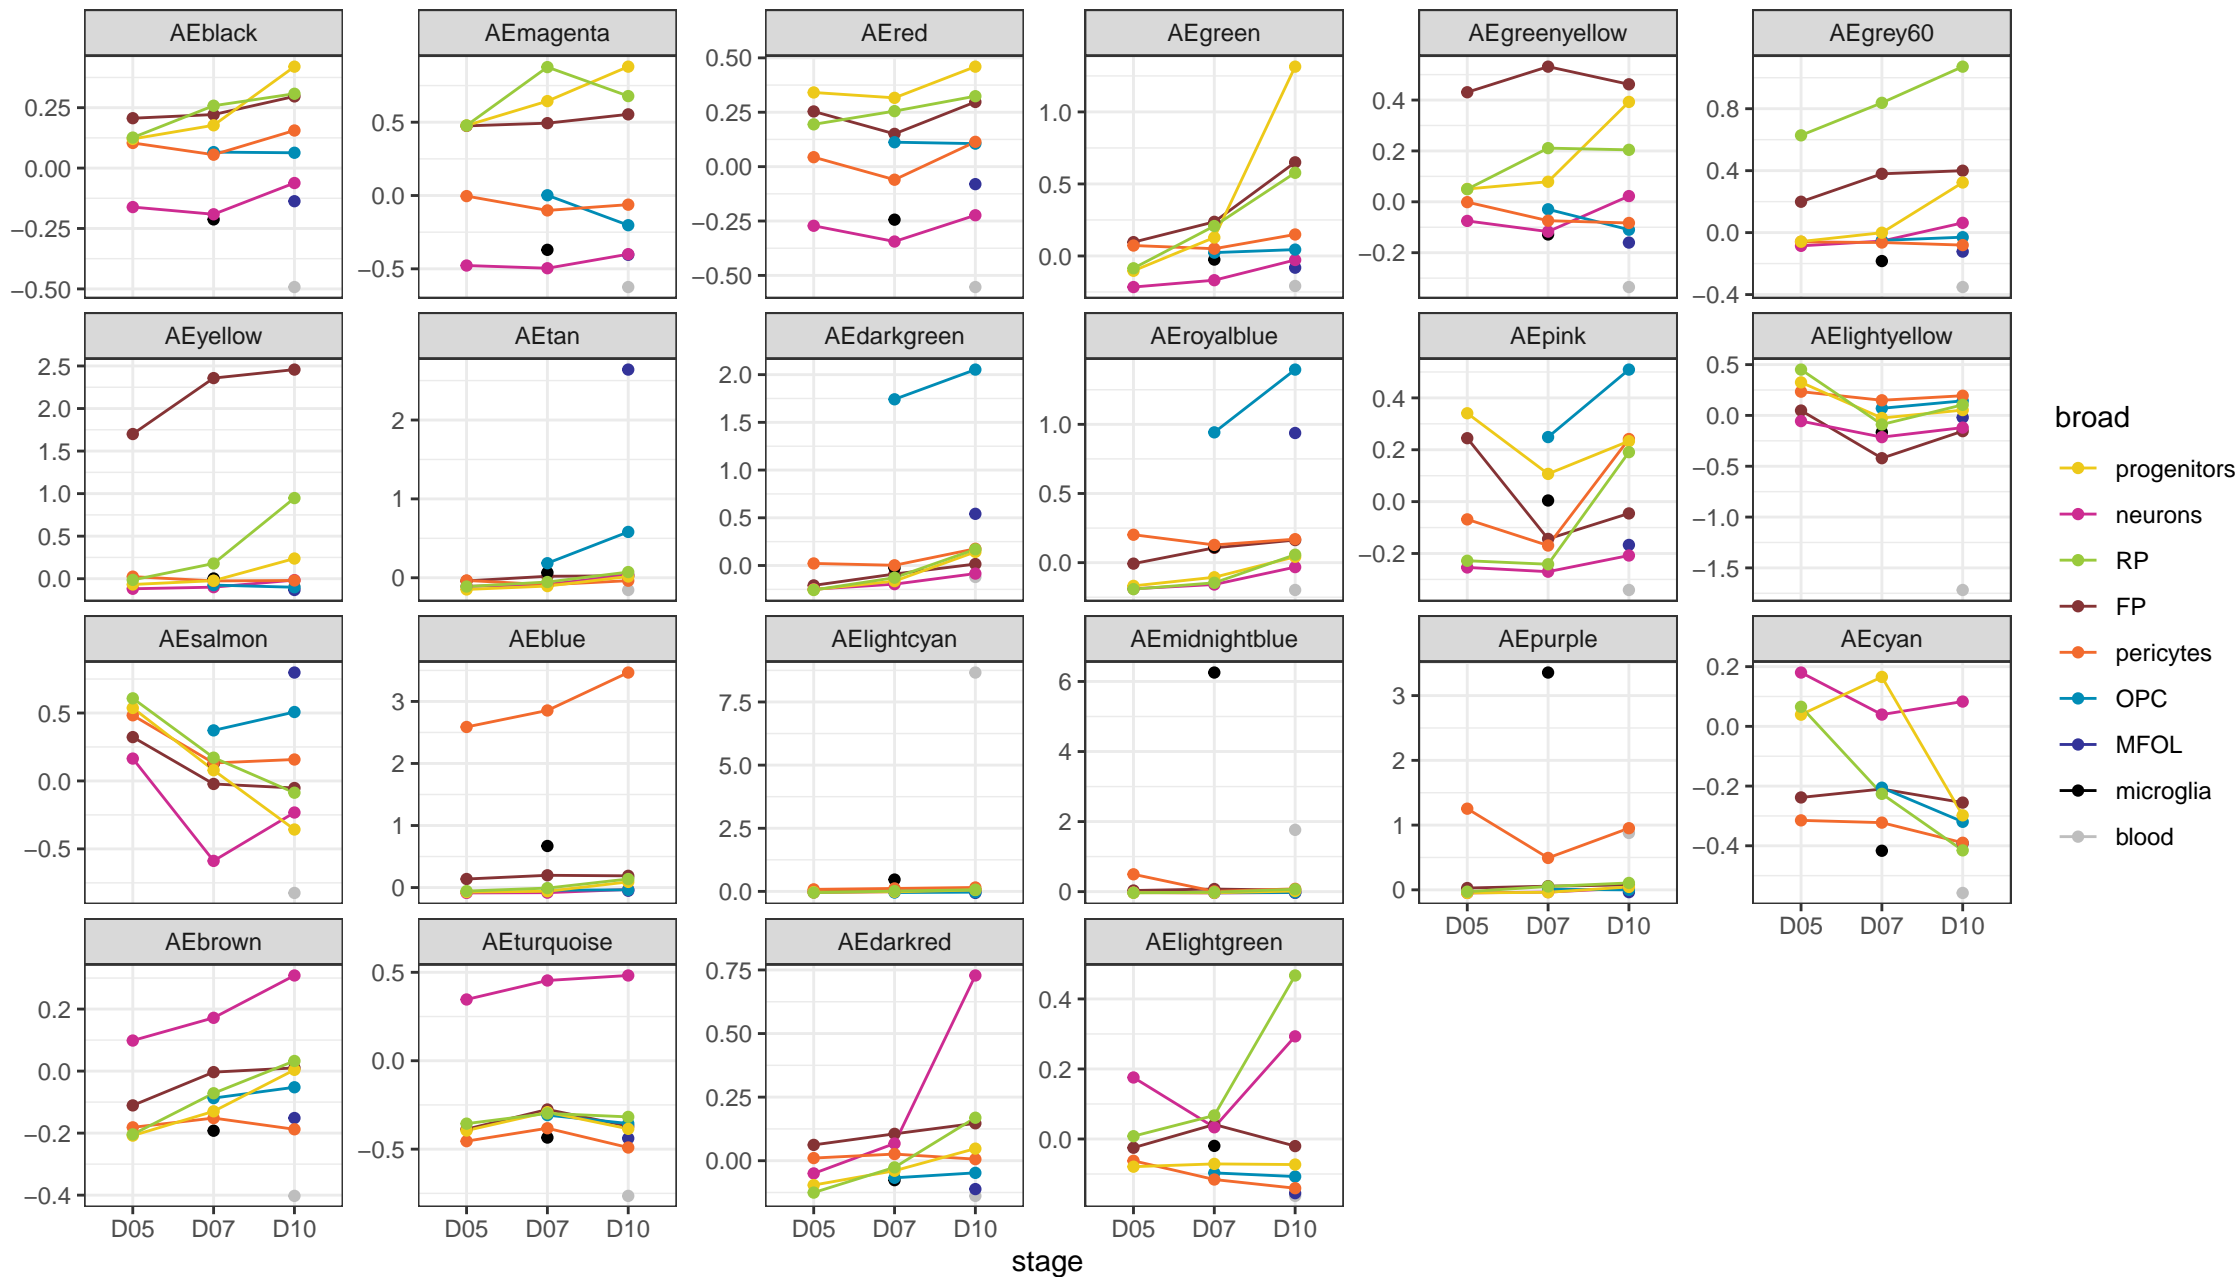 AEblack AEmagenta AEred AEgreen AEgreenyellow AEgrey60
0.25 0.00 −0.25 −0.50
0.5 0.0 −0.5
0.50 0.25 0.00 −0.25 −0.50
1.0 0.5 0.0
0.4 0.2 0.0 −0.2
0.8 0.4 0.0 −0.4
AEyellow AEtan AEdarkgreen AEroyalblue AEpink AElightyellow
2.5 2.0 1.5 1.0 0.5 0.0
2 1 0
2.0 1.5 1.0 0.5 0.0
1.0 0.5 0.0
0.4 0.2 0.0 −0.2
0.5 0.0 −0.5 −1.0 −1.5
AEsalmon AEblue AElightcyan AEmidnightblue AEpurple AEcyan
0.5 0.0 −0.5
3 2 1 0
7.5 5.0 2.5 0.0
6 4 2 0
3 2 1 0
0.2 0.0 −0.2 −0.4
D05 D07 D10 D05 D07 D10
AEbrown AEturquoise AEdarkred AElightgreen
0.2 0.0 −0.2 −0.4
0.5 0.0 −0.5
0.75 0.50 0.25 0.00
0.4 0.2 0.0
D05 D07 D10 D05 D07 D10 D05 D07 D10 D05 D07 D10
stage
broad
progenitors
neurons
RP
FP
pericytes
OPC
MFOL
microglia
blood